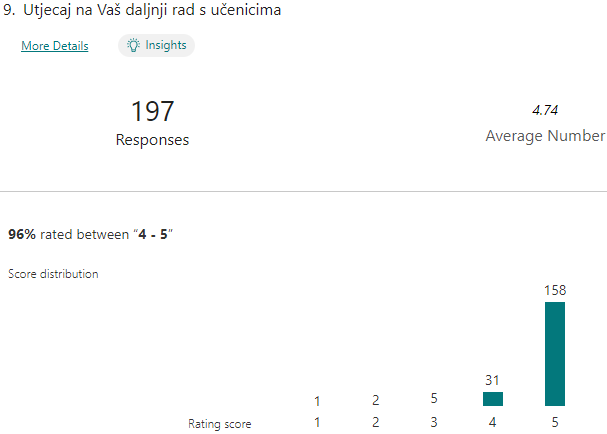 9. Utjecaj na Vaš daljnji rad s učenicima
More Details
Insights
197
Responses
4.74
Average Number
96% rated between “4 - 5”
Score distribution
1 2 5 31 158
Rating score 1 2 3 4 5